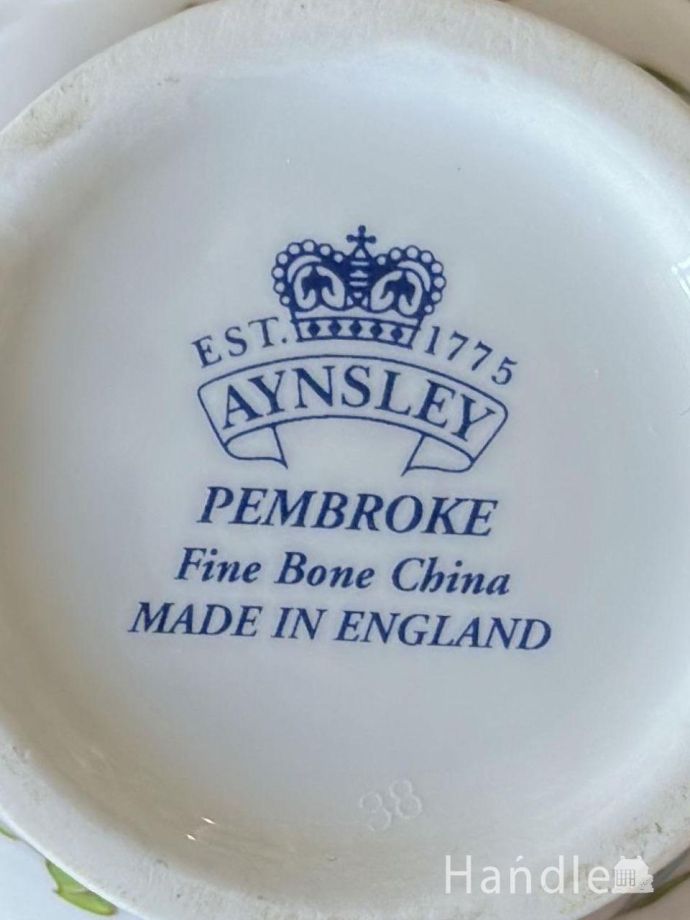 EST. 1775
AYNSLEY
PEMBROKE
Fine Bone China
MADE IN ENGLAND
38
Handle